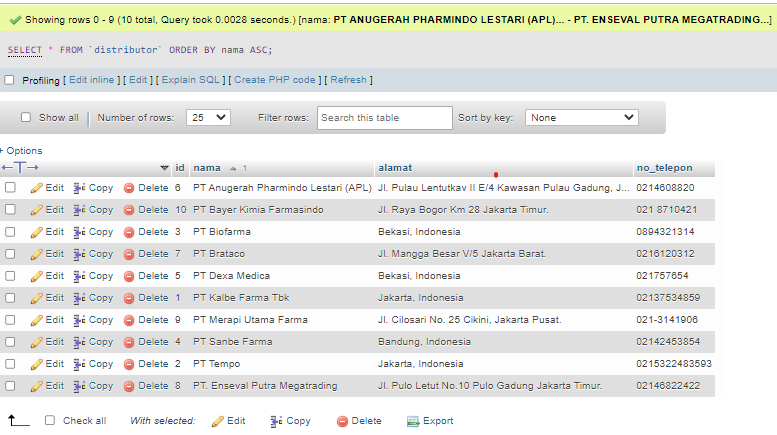 Showing rows 0 - 9 (10 total, Query took 0.0028 seconds.) [nama: PT ANUGERAH PHARMINDO LESTARI (APL)... - PT. ENSEVAL PUTRA MEGATRADING...]
SELECT * FROM `distributor` ORDER BY nama ASC;
Profiling [ Edit inline ] [ Edit ] [ Explain SQL ] [ Create PHP code ] [ Refresh ]
Show all Number of rows: 25 Filter rows: Search this table Sort by key: None
+ Options
←T→ id nama 1 alamat no_telepon
Edit Copy Delete 6 PT Anugerah Pharmindo Lestari (APL) Jl. Pulau Lentutkav II E/4 Kawasan Pulau Gadung, J... 0214608820
Edit Copy Delete 10 PT Bayer Kimia Farmasindo Jl. Raya Bogor Km 28 Jakarta Timur. 021 8710421
Edit Copy Delete 3 PT Biofarma Bekasi, Indonesia 0894321314
Edit Copy Delete 7 PT Brataco Jl. Mangga Besar V/5 Jakarta Barat. 0216120312
Edit Copy Delete 5 PT Dexa Medica Bekasi, Indonesia 021757654
Edit Copy Delete 1 PT Kalbe Farma Tbk Jakarta, Indonesia 02137534859
Edit Copy Delete 9 PT Merapi Utama Farma Jl. Cilosari No. 25 Cikini, Jakarta Pusat. 021-3141906
Edit Copy Delete 4 PT Sanbe Farma Bandung, Indonesia 02142453854
Edit Copy Delete 2 PT Tempo Jakarta, Indonesia 0215322483593
Edit Copy Delete 8 PT. Enseval Putra Megatrading Jl. Pulo Letut No.10 Pulo Gadung Jakarta Timur. 02146822422
Check all With selected: Edit Copy Delete Export